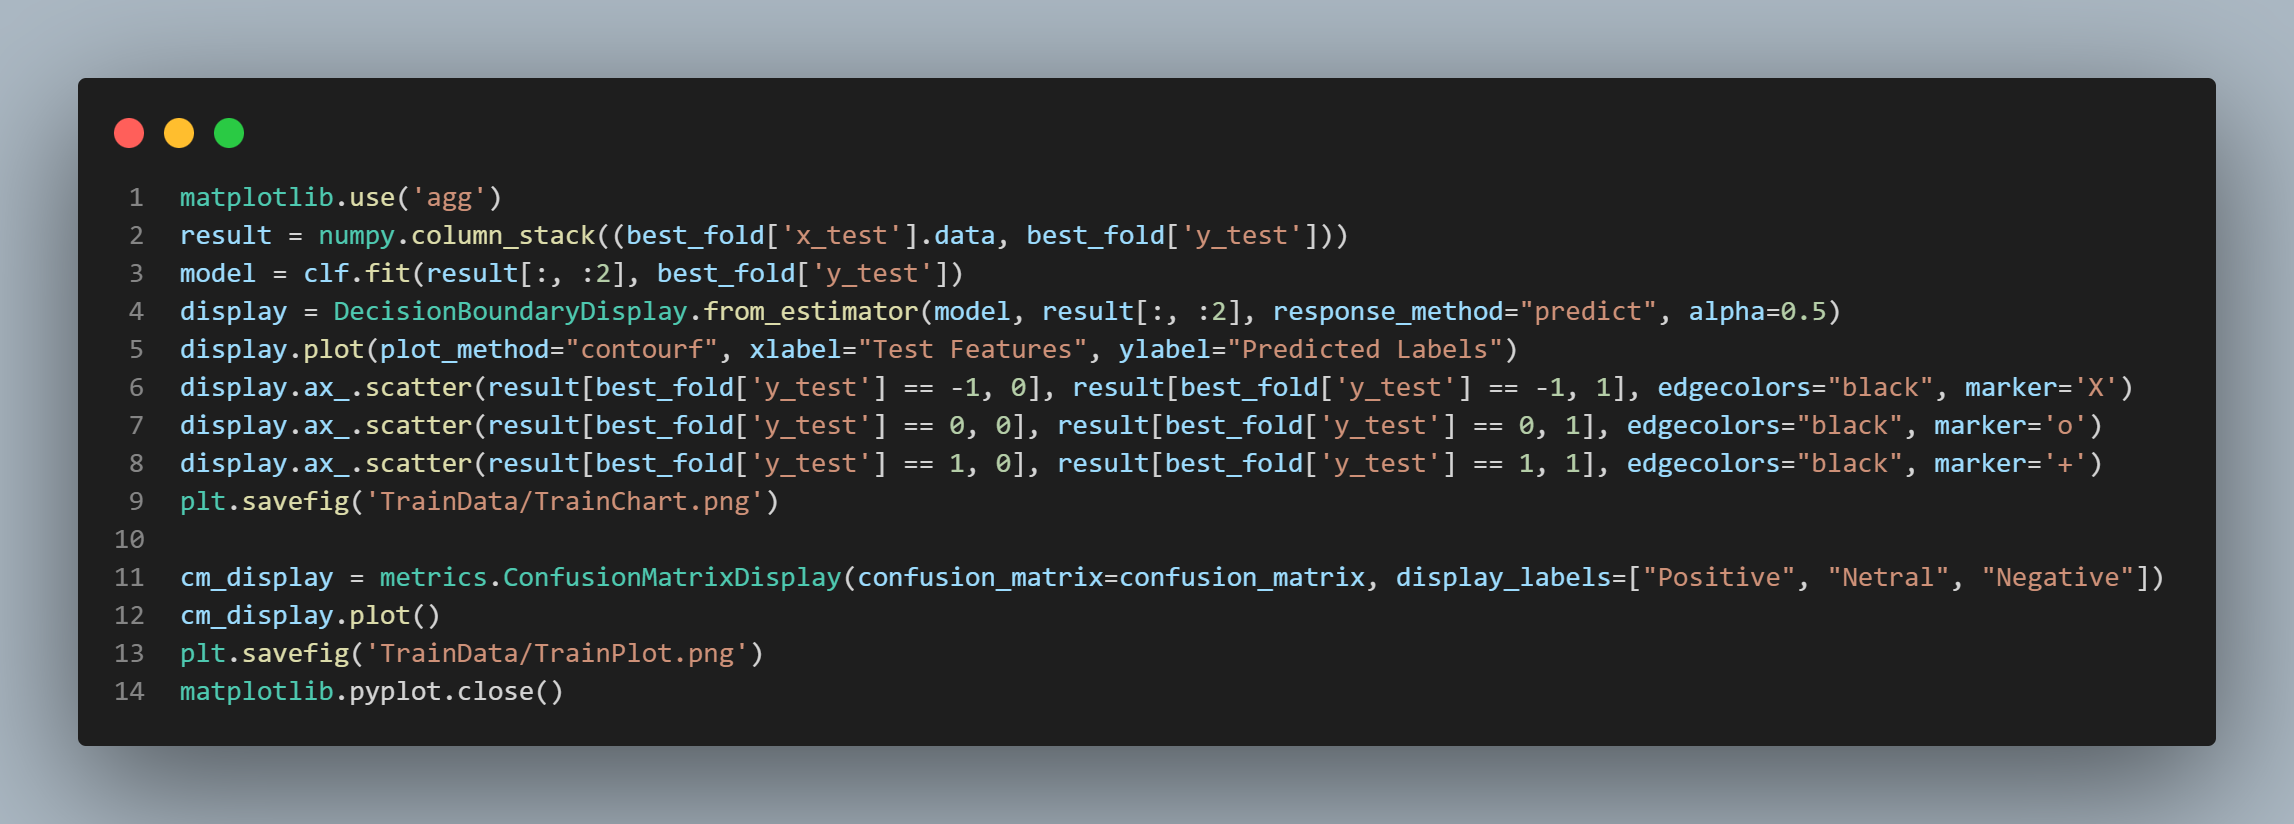 1 matplotlib.use('agg')
2 result = numpy.column_stack((best_fold['x_test'].data, best_fold['y_test']))
3 model = clf.fit(result[:, :2], best_fold['y_test'])
4 display = DecisionBoundaryDisplay.from_estimator(model, result[:, :2], response_method="predict", alpha=0.5)
5 display.plot(plot_method="contourf", xlabel="Test Features", ylabel="Predicted Labels")
6 display.ax_.scatter(result[best_fold['y_test'] == -1, 0], result[best_fold['y_test'] == -1, 1], edgecolors="black", marker='X')
7 display.ax_.scatter(result[best_fold['y_test'] == 0, 0], result[best_fold['y_test'] == 0, 1], edgecolors="black", marker='o')
8 display.ax_.scatter(result[best_fold['y_test'] == 1, 0], result[best_fold['y_test'] == 1, 1], edgecolors="black", marker='+')
9 plt.savefig('TrainData/TrainChart.png')
10
11 cm_display = metrics.ConfusionMatrixDisplay(confusion_matrix=confusion_matrix, display_labels=["Positive", "Netral", "Negative"])
12 cm_display.plot()
13 plt.savefig('TrainData/TrainPlot.png')
14 matplotlib.pyplot.close()